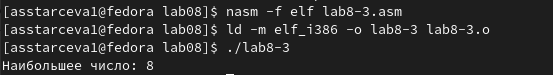 [asstarceva1@fedora lab08]$ nasm -f elf lab8-3.asm
[asstarceva1@fedora lab08]$ ld -m elf_i386 -o lab8-3 lab8-3.o
[asstarceva1@fedora lab08]$ ./lab8-3
Наибольшее число: 8